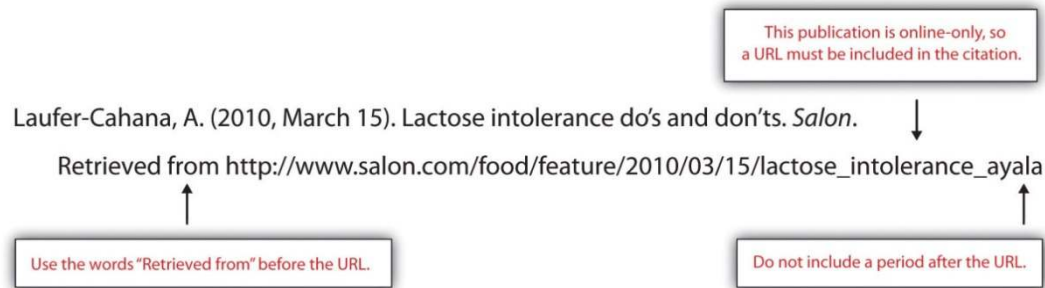 This publication is online-only, so
a URL must be included in the citation.
Laufer-Cahana, A. (2010, March 15). Lactose intolerance do's and don'ts. Salon.
Retrieved from http://www.salon.com/food/feature/2010/03/15/lactose_intolerance_ayala
Use the words "Retrieved from" before the URL.
Do not include a period after the URL.